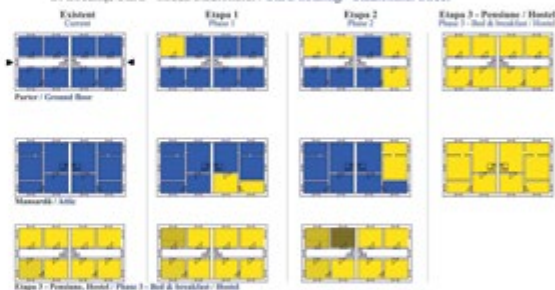 Existent
Current
Etapa 1
Phase 1
Etapa 2
Phase 2
Etapa 3 - Pensiune / Hostel
Phase 3 - Bed & breakfast / Hostel
Parter / Ground floor
Mansardă / Attic
Etapa 3 - Pensiune, Hostel / Phase 3 - Bed & breakfast / Hostel